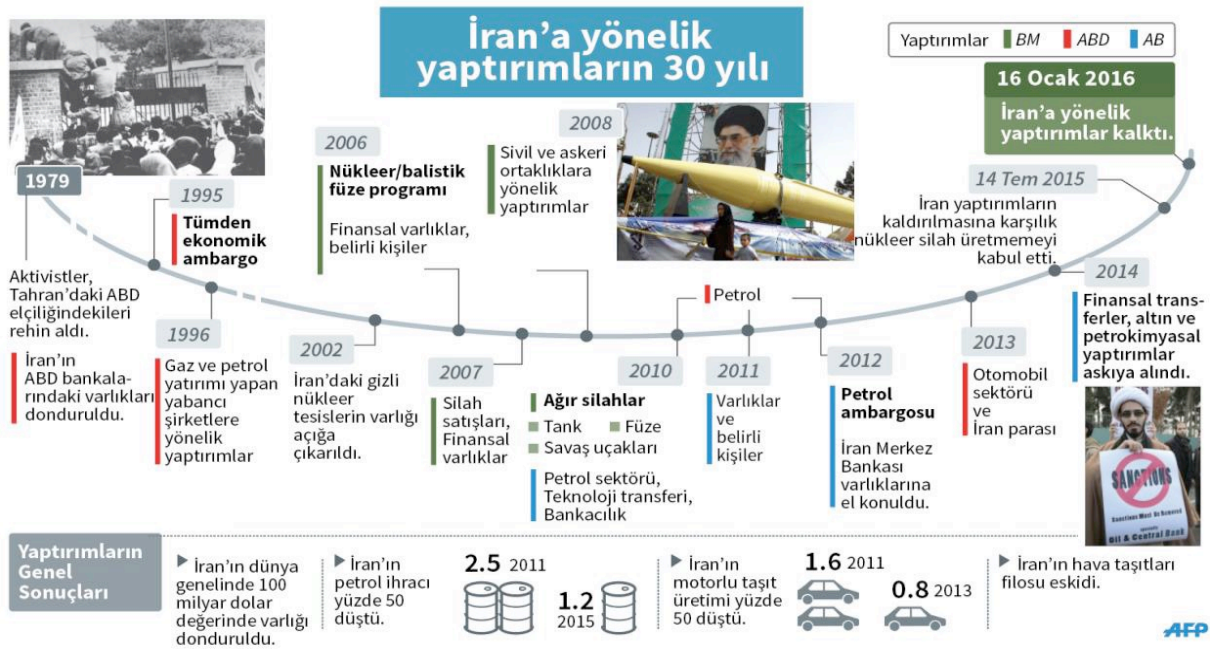 İran’a yönelik
yaptırımların 30 yılı
Yaptırımlar BM ABD AB
16 Ocak 2016
İran’a yönelik
yaptırımlar kalktı.
1979
Aktivistler,
Tahran’daki ABD
elçiliğindekileri
rehin aldı.
İran’ın
ABD bankala-
rındaki varlıkları
donduruldu.
1995
Tümden
ekonomik
ambargo
1996
Gaz ve petrol
yatırımı yapan
yabancı
şirketlere
yönelik
yaptırımlar
2002
İran’daki gizli
nükleer
tesislerin varlığı
açığa
çıkarıldı.
2006
Nükleer/balistik
füze programı
Finansal varlıklar,
belirli kişiler
2007
Silah
satışları,
Finansal
varlıklar
2008
Sivil ve askeri
ortaklıklara
yönelik
yaptırımlar
2010
Ağır silahlar
Tank Füze
Savaş uçakları
Petrol sektörü,
Teknoloji transferi,
Bankacılık
Petrol
2011
Varlıklar
ve
belirli
kişiler
2012
Petrol
ambargosu
İran Merkez
Bankası
varlıklarına
el konuldu.
2013
Otomobil
sektörü
ve
İran parası
2014
Finansal trans-
ferler, altın ve
petrokimyasal
yaptırımlar
askıya alındı.
14 Tem 2015
İran yaptırımların
kaldırılmasına karşılık
nükleer silah üretmemeyi
kabul etti.
SANCTIONS
Sanctions Must Be Removed
specially
Oil & Central Bank
Yaptırımların
Genel
Sonuçları
İran’ın dünya
genelinde 100
milyar dolar
değerinde varlığı
donduruldu.
İran’ın
petrol ihracı
yüzde 50
düştü.
2.5 2011
1.2
2015
İran’ın
motorlu taşıt
üretimi yüzde
50 düştü.
1.6 2011
0.8 2013
İran’ın hava taşıtları
filosu eskidi.
AFP